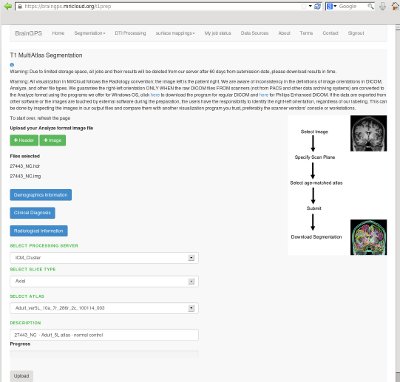 https://braingps.mricloud.org/t1prep
Google
BrainGPS Home Segmentation DTI Processing surface mappings My job status Data Sources About Terms Contact Signout
T1 MultiAtlas Segmentation
Warning: Due to limited storage space, all jobs and their results will be deleted from our server after 60 days from submission date, please download results in time.
Warning: All visualization in MRICloud follows the Radiology convention: the image left is the patient right. We are aware of inconsistency in the definitions of image orientations in DICOM,
Analyze, and other file types. We guarantee the right-left orientation ONLY WHEN the raw DICOM files FROM scanners (not from PACS and other data archiving systems) are converted to
the Analyze format using the programs we offer for Windows OS, click here to download the program for regular DICOM and here for Philips Enhanced DICOM. If the data are exported from
other software or the images are touched by external software during the preparation, the users have the responsibility to identify the right-left orientation, regardless of our labeling. This can
be done by inspecting the images in our output files and compare them with another visualization program you trust, preferably the scanner vendors' console or workstations.
To start over, refresh the page
Upload your Analyze format image file
+ Header + Image
Files selected
27443_NC.hdr
27443_NC.img
Demographics Information
Clinical Diagnosis
Radiological Information
SELECT PROCESSING SERVER
ICM_Cluster
SELECT SLICE TYPE
Axial
SELECT ATLAS
DESCRIPTION
27443_NC - Adult_5L atlas - normal control
Progress
Upload
Select Image
Specify Scan Plane
Select age-matched atlas
Submit
Download Segmentation